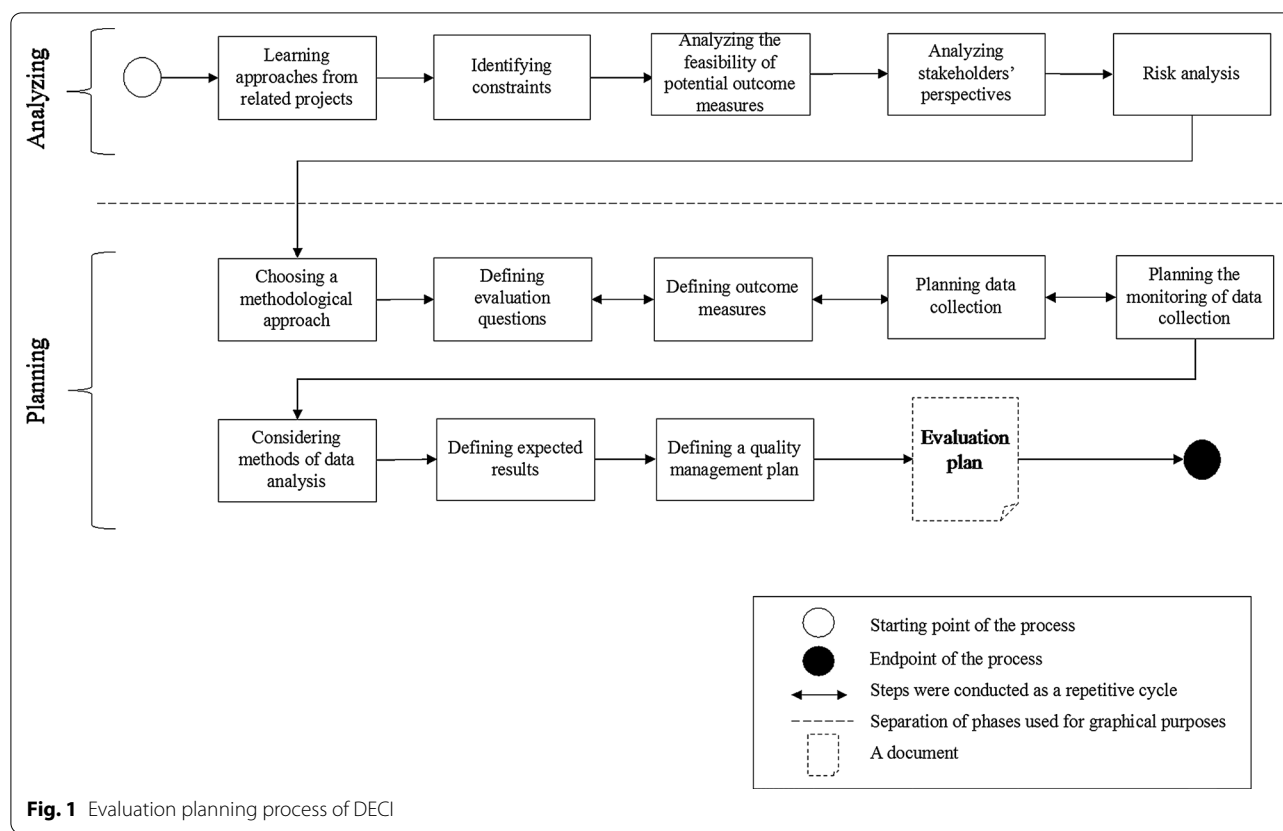 Analyzing
Learning
approaches from
related projects
Identifying
constraints
Analyzing the
feasibility of
potential outcome
measures
Analyzing
stakeholders'
perspectives
Risk analysis
Planning
Choosing a
methodological
approach
Defining
evaluation
questions
Defining outcome
measures
Planning data
collection
Planning the
monitoring of data
collection
Considering
methods of data
analysis
Defining expected
results
Defining a quality
management plan
Evaluation
plan
Starting point of the process
Endpoint of the process
Steps were conducted as a repetitive cycle
Separation of phases used for graphical purposes
A document
Fig. 1 Evaluation planning process of DECI